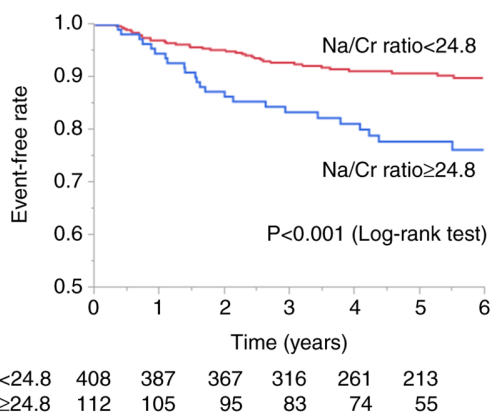 1.0
Na/Cr ratio<24.8
0.9
0.8
Na/Cr ratio≥24.8
0.7
Event-free rate
0.6
P<0.001 (Log-rank test)
0.5
0 1 2 3 4 5 6
Time (years)
<24.8 408 387 367 316 261 213
≥24.8 112 105 95 83 74 55